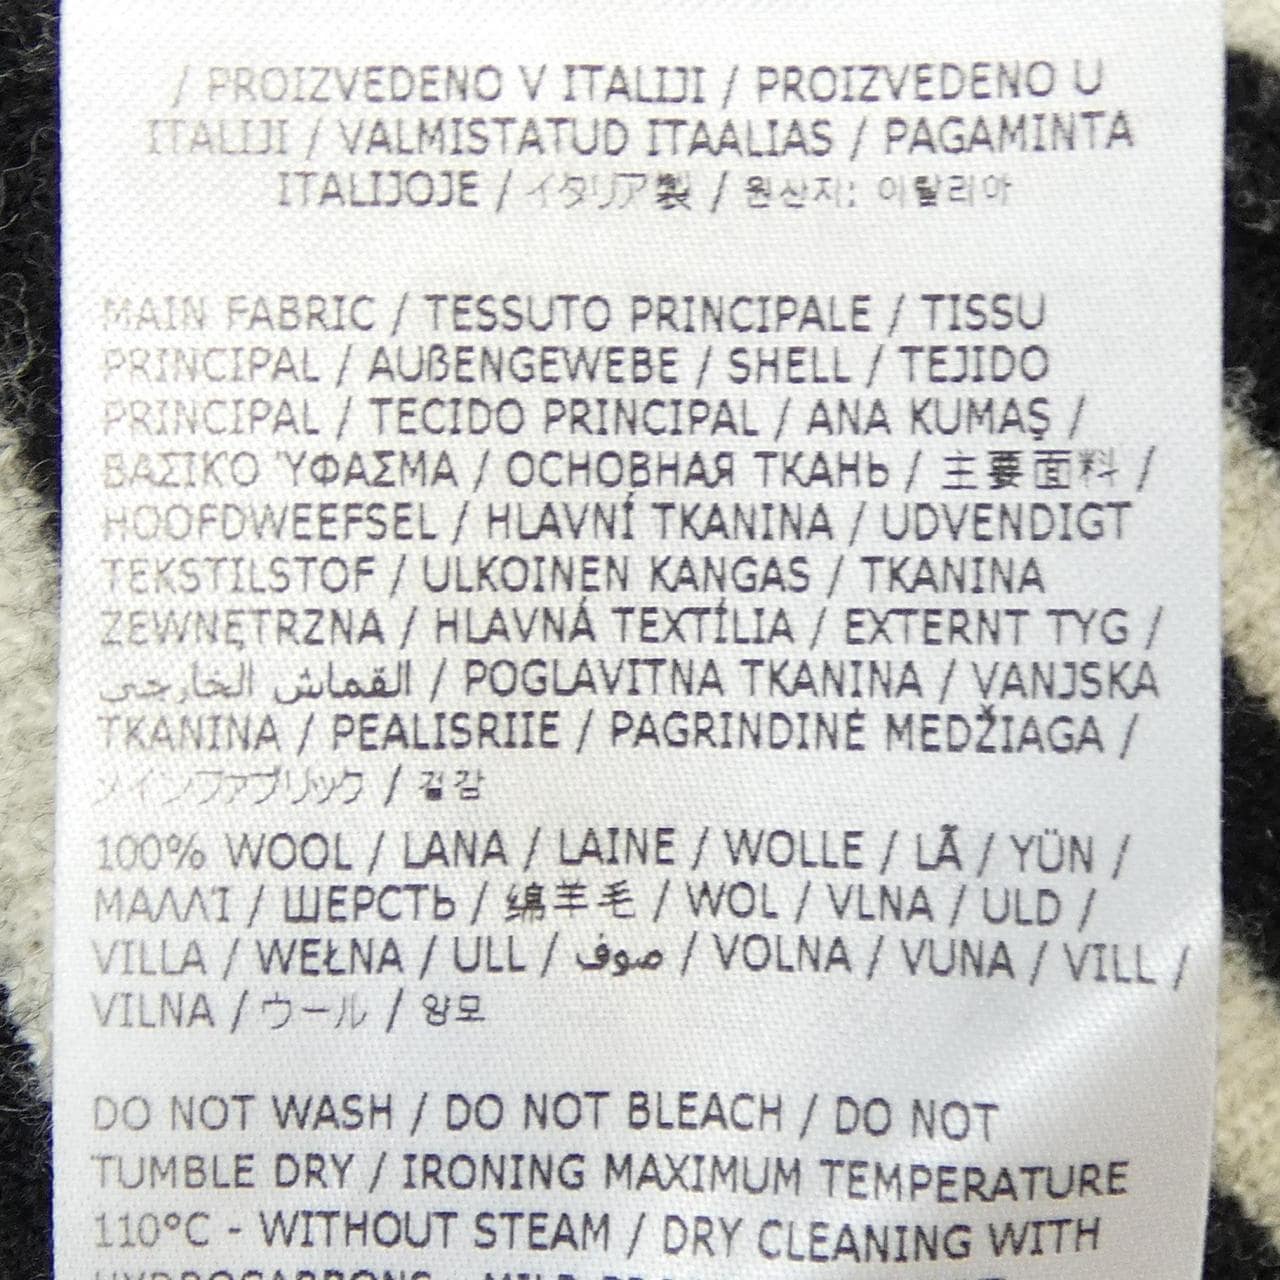 / PROIZVEDENO V ITALIJI / PROIZVEDENO U
ITALIJI / VALMISTATUD ITAALIAS / PAGAMINTA
ITALIJOJE / イタリア製 / 원산지: 이탈리아
MAIN FABRIC / TESSUTO PRINCIPALE / TISSU
PRINCIPAL / AUßENGEWEBE / SHELL / TEJIDO
PRINCIPAL / TECIDO PRINCIPAL / ANA KUMAŞ /
ΒΑΣΙΚΟ ΎΦΑΣΜΑ / ОСНОВНАЯ ТКАНЬ / 主要面料 /
HOOFDWEEFSEL / HLAVNÍ TKANINA / UDVENDIGT
TEKSTILSTOF / ULKOINEN KANGAS / TKANINA
ZEWNĘTRZNA / HLAVNÁ TEXTÍLIA / EXTERNT TYG /
القماش الخارجي / POGLAVITNA TKANINA / VANJSKA
TKANINA / PEALISRIIE / PAGRINDINĖ MEDŽIAGA /
メインファブリック / 겉감
100% WOOL / LANA / LAINE / WOLLE / LÃ / YÜN /
ΜΑΛΛΊ / ШЕРСТЬ / 绵羊毛 / WOL / VLNA / ULD /
VILLA / WEŁNA / ULL / صوف / VOLNA / VUNA / VILL /
VILNA / ウール / 양모
DO NOT WASH / DO NOT BLEACH / DO NOT
TUMBLE DRY / IRONING MAXIMUM TEMPERATURE
110°C - WITHOUT STEAM / DRY CLEANING WITH
HYDROCARBONS - MILD